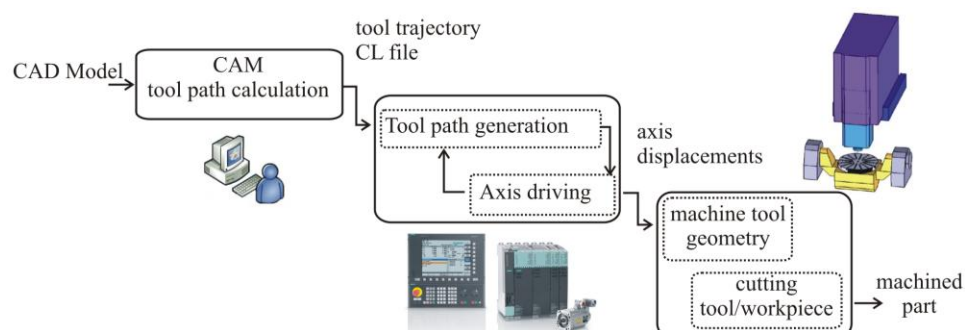 CAD Model
CAM
tool path calculation
tool trajectory
CL file
Tool path generation
Axis driving
axis
displacements
machine tool
geometry
cutting
tool/workpiece
machined
part